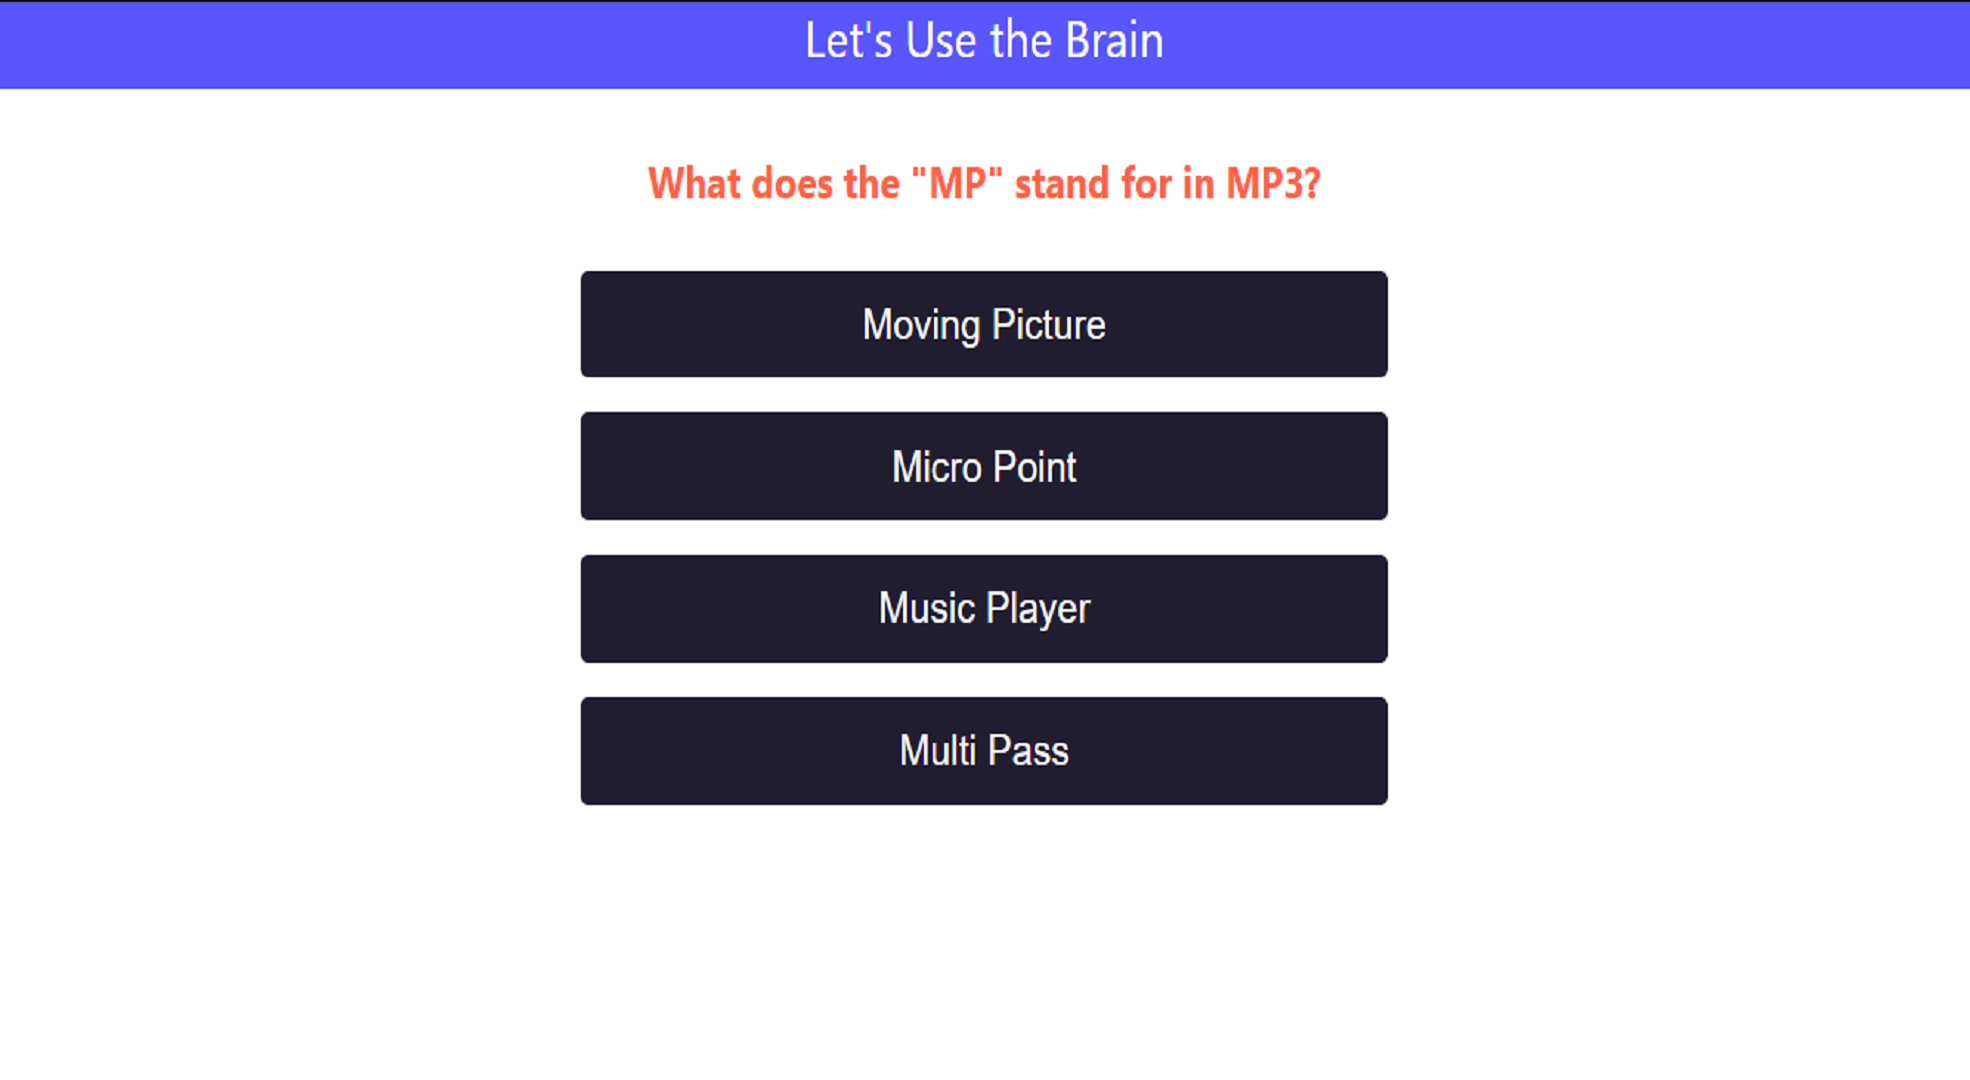 Let's Use the Brain
What does the "MP" stand for in MP3?
Moving Picture
Micro Point
Music Player
Multi Pass